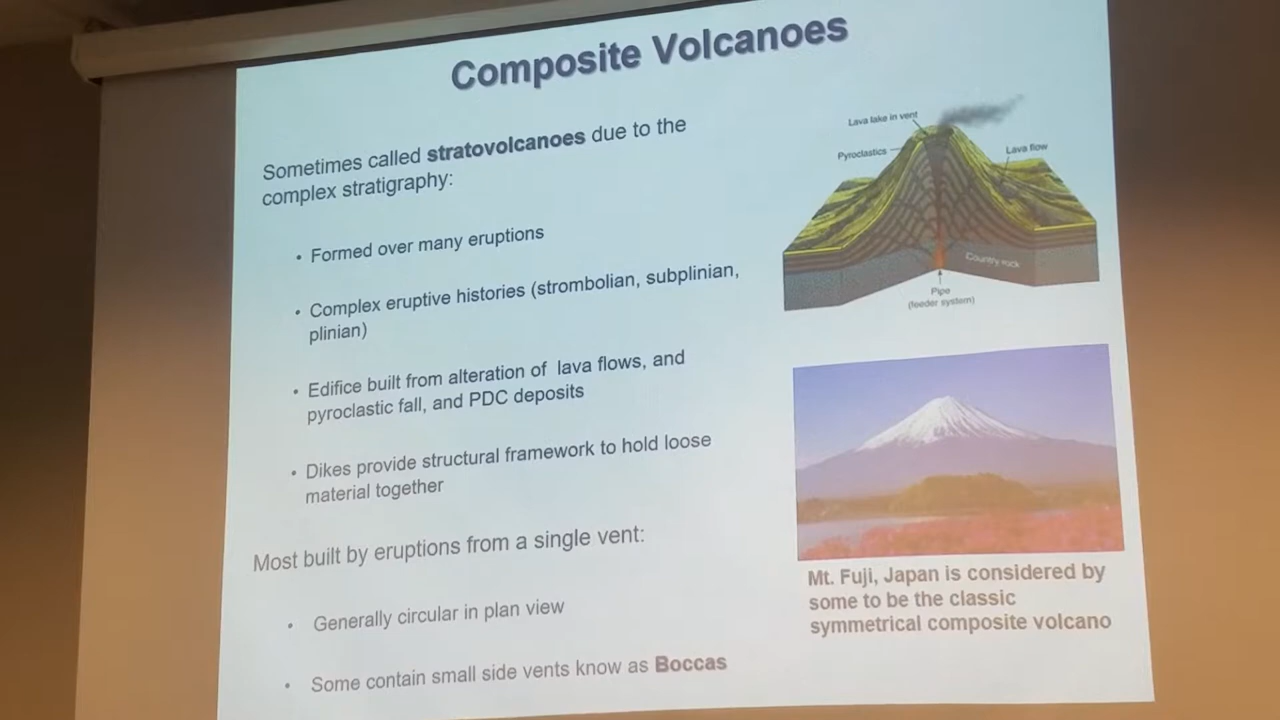 Composite Volcanoes
Sometimes called stratovolcanoes due to the
complex stratigraphy:
• Formed over many eruptions
• Complex eruptive histories (strombolian, subplinian,
plinian)
• Edifice built from alteration of lava flows, and
pyroclastic fall, and PDC deposits
• Dikes provide structural framework to hold loose
material together
Most built by eruptions from a single vent:
• Generally circular in plan view
• Some contain small side vents know as Boccas
Lava lake in vent
Pyroclastics
Lava flow
Country rock
Pipe
(feeder system)
Mt. Fuji, Japan is considered by
some to be the classic
symmetrical composite volcano